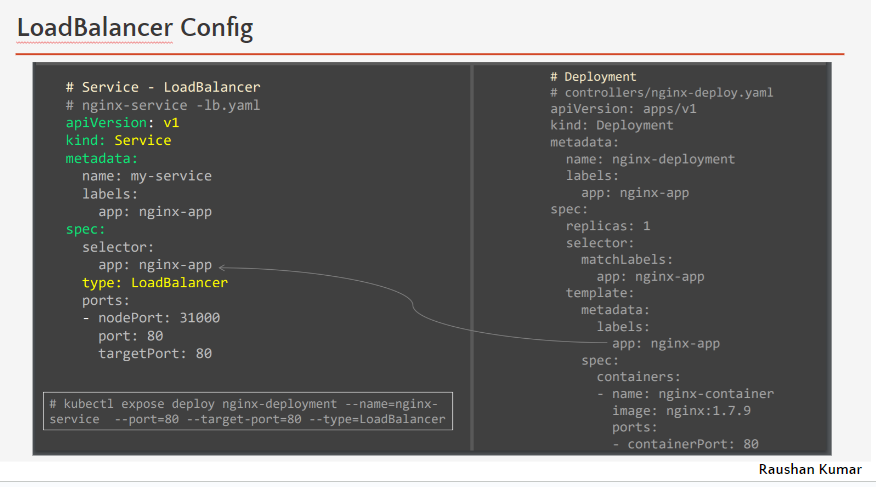 LoadBalancer Config
# Service - LoadBalancer
# nginx-service -lb.yaml
apiVersion: v1
kind: Service
metadata:
  name: my-service
  labels:
    app: nginx-app
spec:
  selector:
    app: nginx-app
  type: LoadBalancer
  ports:
  - nodePort: 31000
    port: 80
    targetPort: 80
# kubectl expose deploy nginx-deployment --name=nginx-
service  --port=80 --target-port=80 --type=LoadBalancer
# Deployment
# controllers/nginx-deploy.yaml
apiVersion: apps/v1
kind: Deployment
metadata:
  name: nginx-deployment
  labels:
    app: nginx-app
spec:
  replicas: 1
  selector:
    matchLabels:
      app: nginx-app
  template:
    metadata:
      labels:
        app: nginx-app
    spec:
      containers:
      - name: nginx-container
        image: nginx:1.7.9
        ports:
        - containerPort: 80
Raushan Kumar